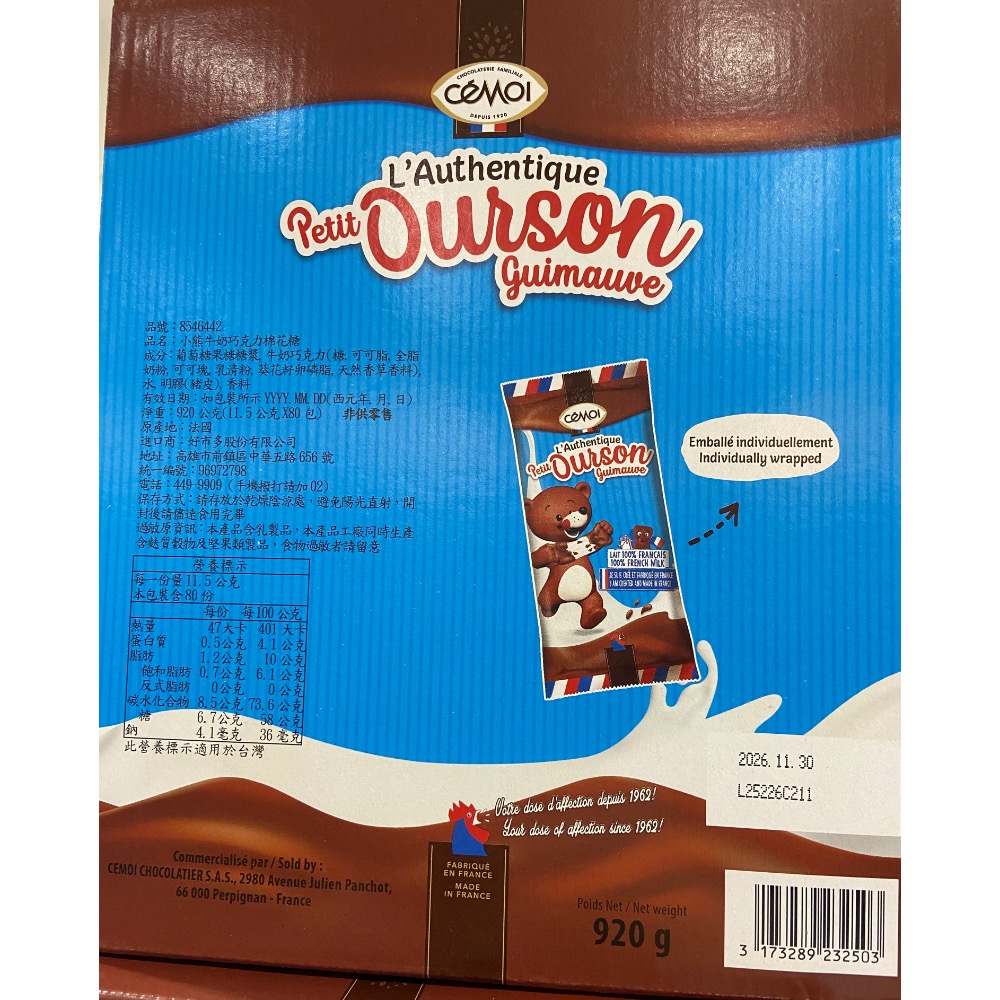 CHOCOLATERIE FAMILIALE
CÉMOI
DEPUIS 1920
L'Authentique
Petit Ourson
Guimauve
品號：8546442
品名：小熊牛奶巧克力棉花糖
成分：葡萄糖果糖糖漿, 牛奶巧克力(糖, 可可脂, 全脂
奶粉, 可可塊, 乳清粉, 葵花籽卵磷脂, 天然香草香料),
水, 明膠(豬皮), 香料
有效日期：如包裝所示 YYYY. MM. DD(西元年. 月. 日)
淨重：920 公克(11.5 公克 X80 包) 非供零售
原產地：法國
進口商：好市多股份有限公司
地址：高雄市前鎮區中華五路 656 號
統一編號：96972798
電話：449-9909 (手機撥打請加 02)
保存方式：請存放於乾燥陰涼處，避免陽光直射，開
封後請儘速食用完畢
過敏原資訊：本產品含乳製品，本產品工廠同時生產
含麩質穀物及堅果類製品，食物過敏者請留意
營養標示
每一份量 11.5 公克
本包裝含 80 份
每份 每 100 公克
熱量 47大卡 401 大卡
蛋白質 0.5公克 4.1 公克
脂肪 1.2公克 10 公克
飽和脂肪 0.7公克 6.1 公克
反式脂肪 0公克 0 公克
碳水化合物 8.5公克 73.6 公克
糖 6.7公克 58 公克
鈉 4.1毫克 36 毫克
此營養標示適用於台灣
CÉMOI
L'Authentique
Petit Ourson
Guimauve
LAIT 100% FRANÇAIS
100% FRENCH MILK
JE SUIS CRÉÉ ET FABRIQUÉ EN FRANCE
I AM CREATED AND MADE IN FRANCE
Emballé individuellement
Individually wrapped
2026. 11. 30
L25226C211
Votre dose d'affection depuis 1962!
Your dose of affection since 1962!
FABRIQUÉ
EN FRANCE
MADE
IN FRANCE
Commercialisé par / Sold by :
CEMOI CHOCOLATIER S.A.S., 2980 Avenue Julien Panchot,
66 000 Perpignan - France
Poids Net / Net weight
920 g
3 173289 232503